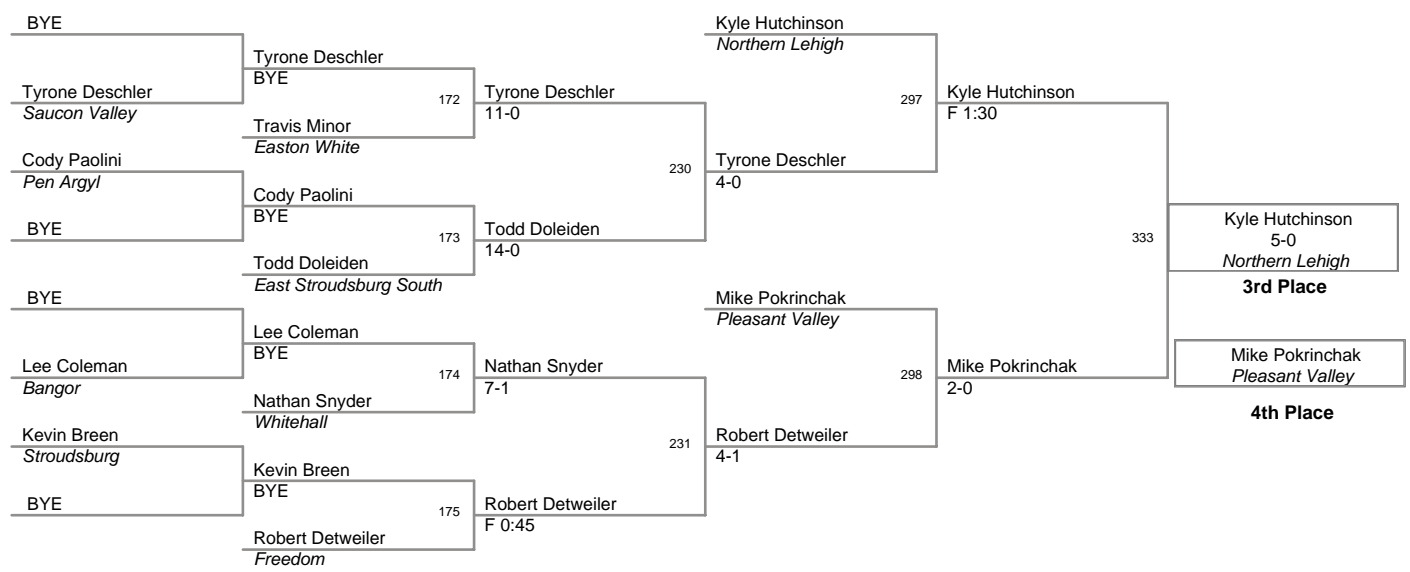 BYE
Tyrone Deschler
Saucon Valley
Cody Paolini
Pen Argyl
BYE
BYE
Lee Coleman
Bangor
Kevin Breen
Stroudsburg
BYE
Tyrone Deschler
BYE
172
Travis Minor
Easton White
Cody Paolini
BYE
173
Todd Doleiden
East Stroudsburg South
Lee Coleman
BYE
174
Nathan Snyder
Whitehall
Kevin Breen
BYE
175
Robert Detweiler
Freedom
Tyrone Deschler
11-0
230
Todd Doleiden
14-0
Nathan Snyder
7-1
231
Robert Detweiler
F 0:45
Kyle Hutchinson
Northern Lehigh
297
Tyrone Deschler
4-0
Mike Pokrinchak
Pleasant Valley
298
Robert Detweiler
4-1
Kyle Hutchinson
F 1:30
333
Mike Pokrinchak
2-0
Kyle Hutchinson
5-0
Northern Lehigh
3rd Place
Mike Pokrinchak
Pleasant Valley
4th Place